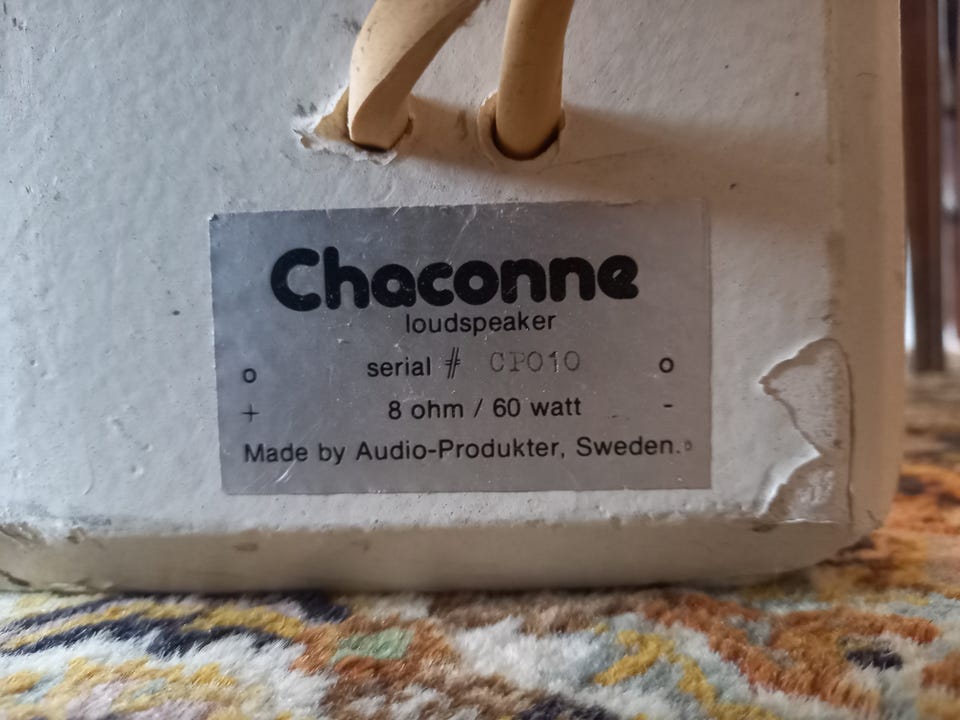 Chaconne
loudspeaker
serial # CP010
o o
+ 8 ohm / 60 watt -
Made by Audio-Produkter, Sweden.